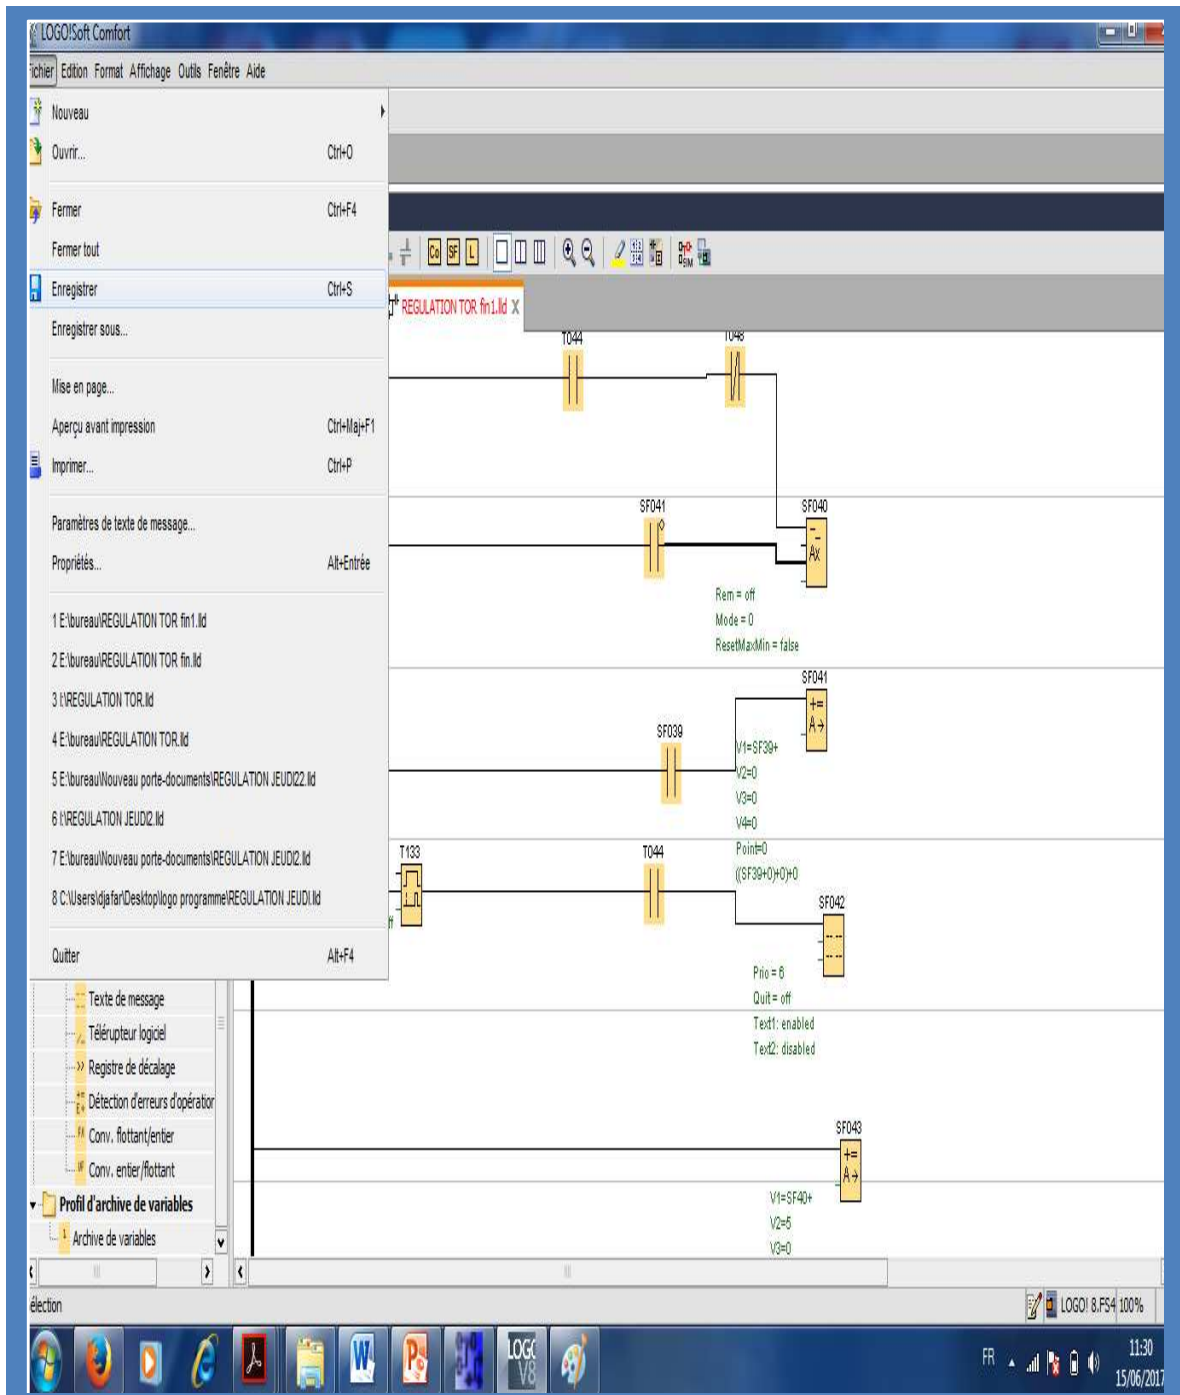 LOGO!Soft Comfort
ichier Edition Format Affichage Outils Fenêtre Aide
Nouveau
Ouvrir... Ctrl+O
Fermer Ctrl+F4
Fermer tout
Enregistrer Ctrl+S
Enregistrer sous...
Mise en page...
Aperçu avant impression Ctrl+Maj+F1
Imprimer... Ctrl+P
Paramètres de texte de message...
Propriétés... Alt+Entrée
1 E:\bureau\REGULATION TOR fin1.lld
2 E:\bureau\REGULATION TOR fin.lld
3 I:\REGULATION TOR.lld
4 E:\bureau\REGULATION TOR.lld
5 E:\bureau\Nouveau porte-documents\REGULATION JEUDI22.lld
6 I:\REGULATION JEUDI2.lld
7 E:\bureau\Nouveau porte-documents\REGULATION JEUDI2.lld
8 C:\Users\djafar\Desktop\logo programme\REGULATION JEUDI.lld
Quitter Alt+F4
Co SF L
SIM
REGULATION TOR fin1.lld X
T044 T048
SF041 SF040
Ax
Rem = off
Mode = 0
ResetMaxMin = false
SF041
+=
A→
SF039
V1=SF39+
V2=0
V3=0
V4=0
Point=0
((SF39+0)+0)+0
T133 T044
SF042
Prio = 6
Quit = off
Text1: enabled
Text2: disabled
SF043
+=
A→
V1=SF40+
V2=5
V3=0
Texte de message
Télérupteur logiciel
Registre de décalage
Détection d'erreurs d'opération
Conv. flottant/entier
Conv. entier/flottant
Profil d'archive de variables
Archive de variables
élection
LOGO! 8.FS4 100%
W
P
LOGO
V8
FR
11:30
15/06/2017